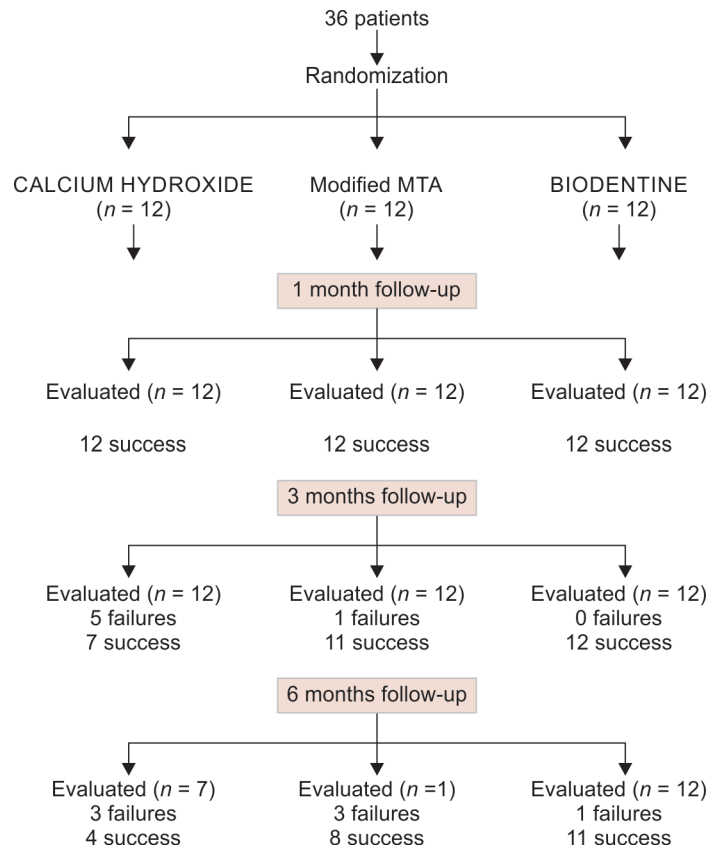 36 patients
Randomization
CALCIUM HYDROXIDE
(n = 12)
Modified MTA
(n = 12)
BIODENTINE
(n = 12)
1 month follow-up
Evaluated (n = 12)
12 success
Evaluated (n = 12)
12 success
Evaluated (n = 12)
12 success
3 months follow-up
Evaluated (n = 12)
5 failures
7 success
Evaluated (n = 12)
1 failures
11 success
Evaluated (n = 12)
0 failures
12 success
6 months follow-up
Evaluated (n = 7)
3 failures
4 success
Evaluated (n =1)
3 failures
8 success
Evaluated (n = 12)
1 failures
11 success